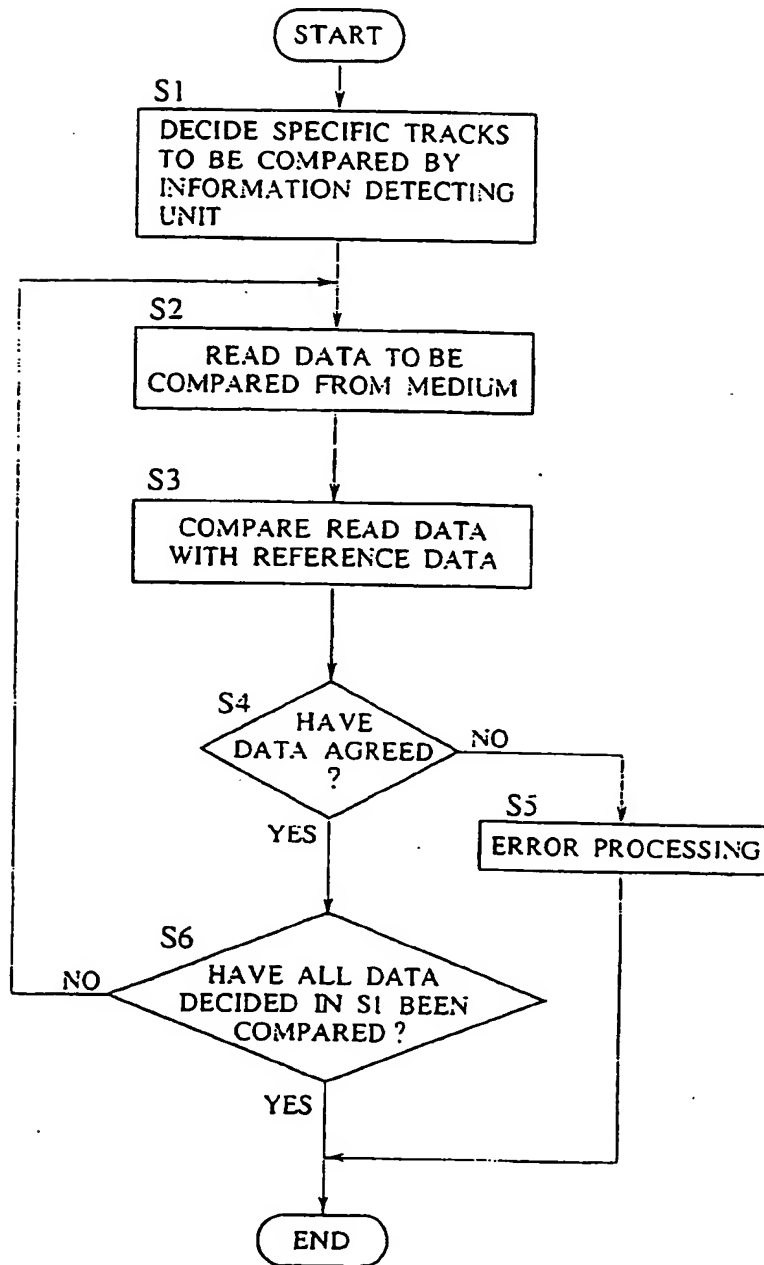 START
S1
DECIDE SPECIFIC TRACKS
TO BE COMPARED BY
INFORMATION DETECTING
UNIT
S2
READ DATA TO BE
COMPARED FROM MEDIUM
S3
COMPARE READ DATA
WITH REFERENCE DATA
S4
HAVE
DATA AGREED
?
NO
YES
S5
ERROR PROCESSING
S6
NO
HAVE ALL DATA
DECIDED IN S1 BEEN
COMPARED?
YES
END